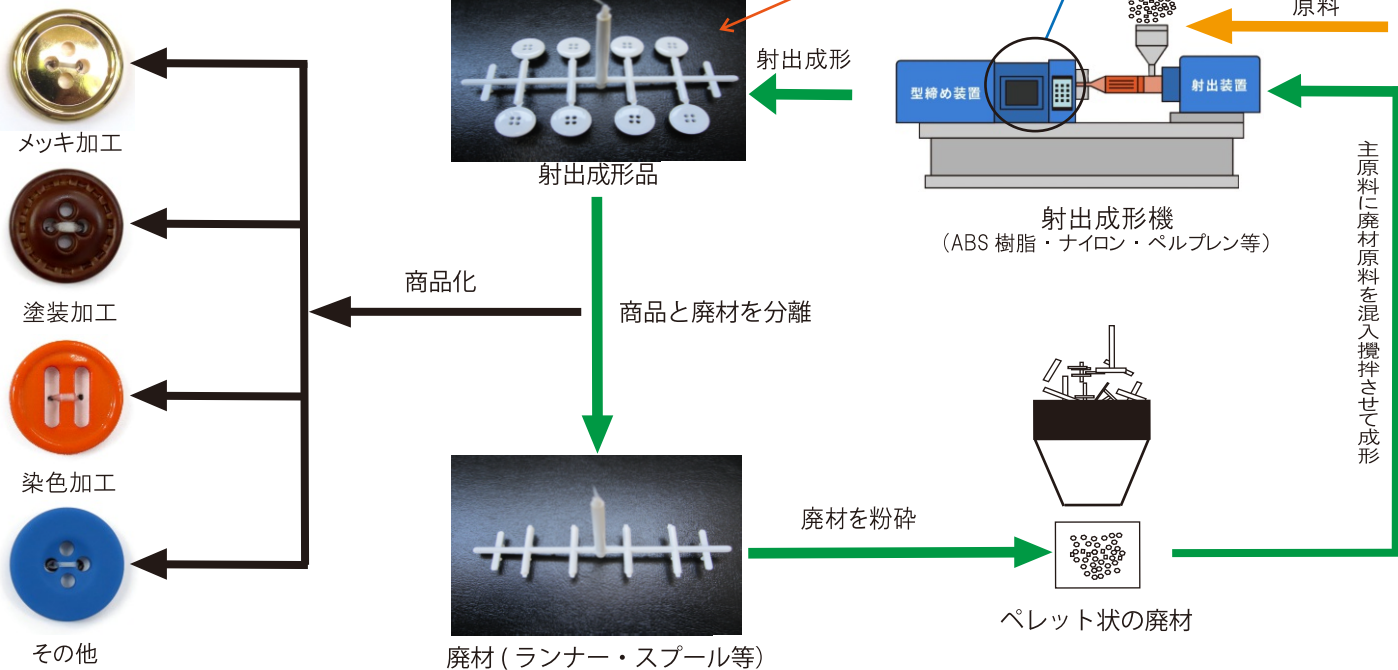 原料
射出成形
型締め装置
射出装置
メッキ加工
射出成形品
射出成形機
（ABS 樹脂・ナイロン・ペルプレン等）
主原料に廃材原料を混入攪拌させて成形
商品化
塗装加工
商品と廃材を分離
染色加工
廃材を粉砕
ペレット状の廃材
その他
廃材 ( ランナー・スプール等）